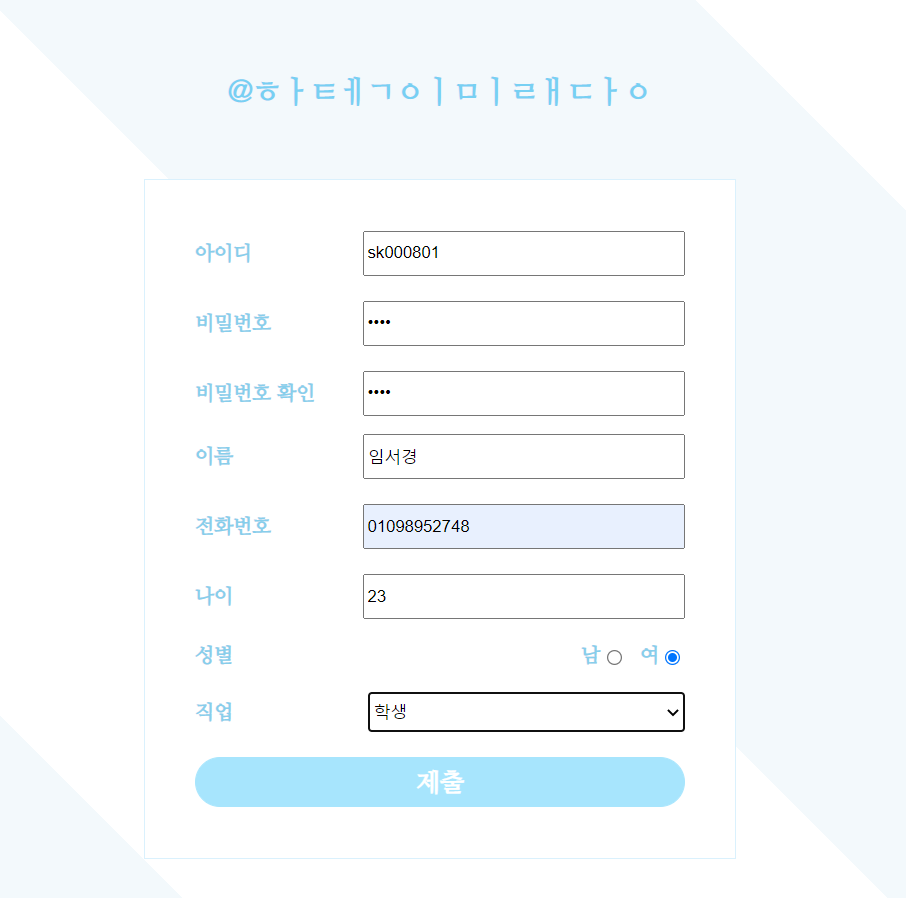 @ㅎㅏㅌㅔㄱㅇㅣㅁㅣㄹㅐㄷㅏㅇ
아이디 sk000801
비밀번호 ••••
비밀번호 확인 ••••
이름 임서경
전화번호 01098952748
나이 23
성별 남 여
직업 학생
제출